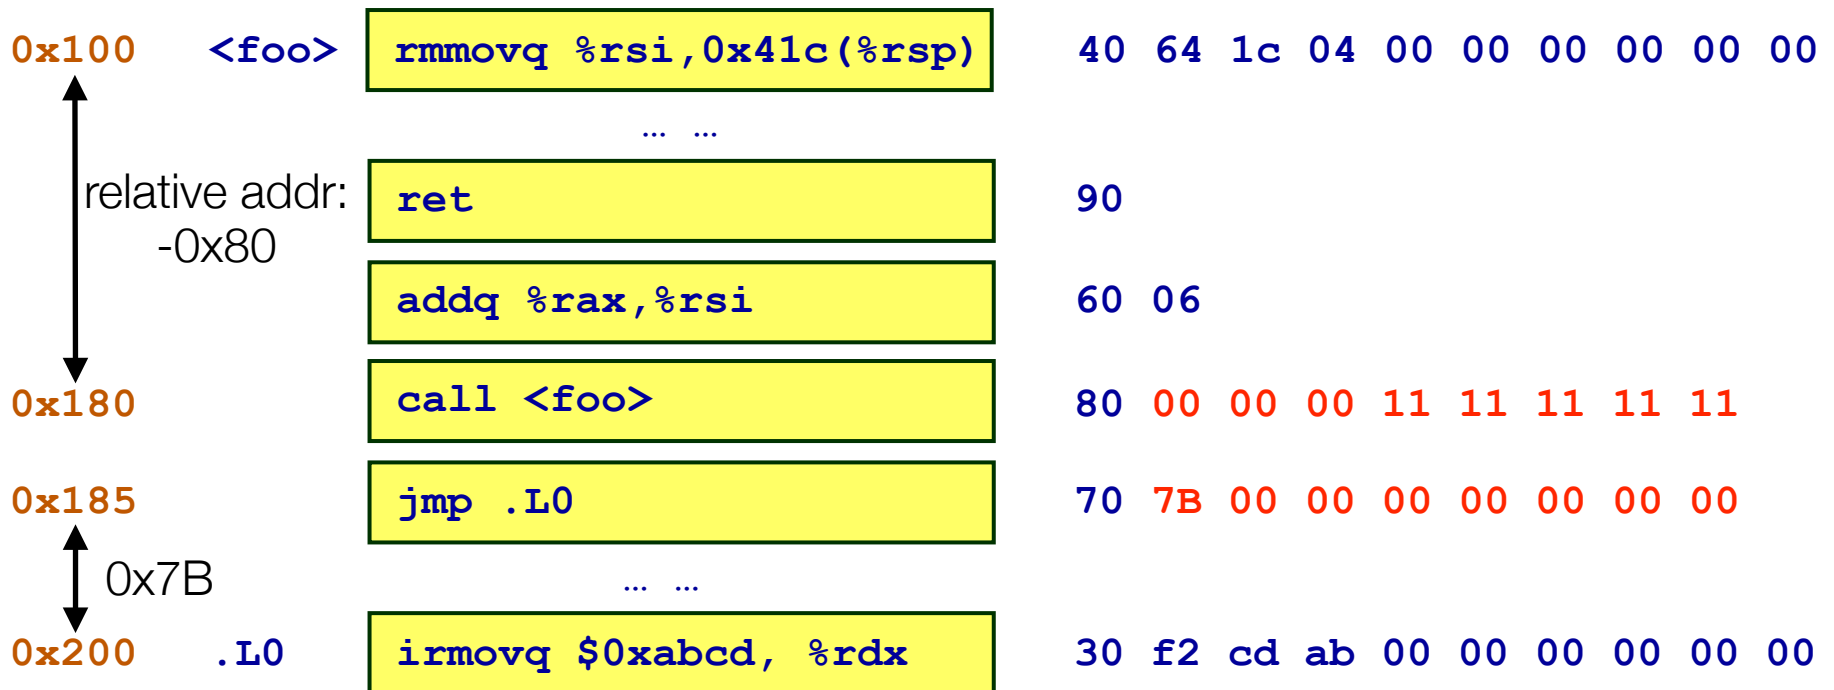 0x100 <foo> rmmovq %rsi,0x41c(%rsp) 40 64 1c 04 00 00 00 00 00 00
… …
relative addr:
-0x80
ret 90
addq %rax,%rsi 60 06
0x180 call <foo> 80 00 00 00 11 11 11 11 11
0x185 jmp .L0 70 7B 00 00 00 00 00 00 00
0x7B
… …
0x200 .L0 irmovq $0xabcd, %rdx 30 f2 cd ab 00 00 00 00 00 00